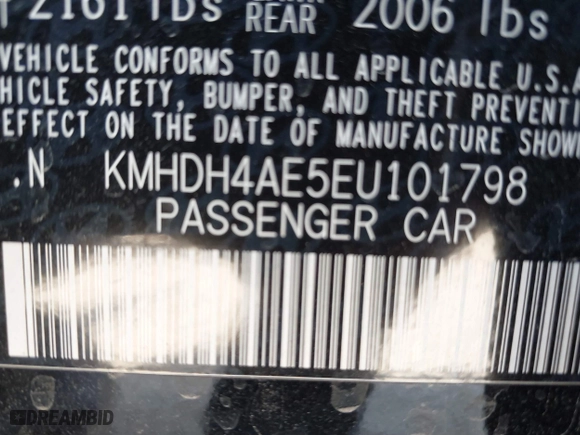 2161 lbs REAR 2006 lbs
VEHICLE CONFORMS TO ALL APPLICABLE U.S.A
HICLE SAFETY, BUMPER, AND THEFT PREVENTI
EFFECT ON THE DATE OF MANUFACTURE SHOW
.N KMHDH4AE5EU101798
PASSENGER CAR
DREAMBID